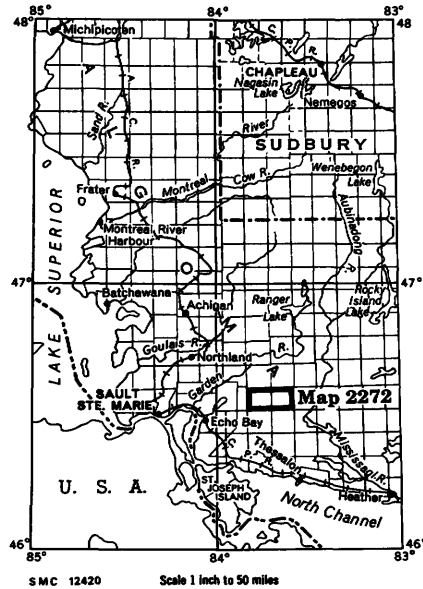 85° 84° 83°
48° 48°
Michipicoten
C. P. R.
CHAPLEAU
Nagasin
Lake
Nemegos
A
A. C. R.
Sand R.
L
River
SUDBURY
Wenebegon
Lake
Frater
G
Montreal
Cow R.
Montreal River
Harbour
Aubinadong R.
LAKE SUPERIOR
O
47° 47°
Batchawana
Achigan
Ranger
Lake
Rocky
Island
Lake
M
Goulais R.
Northland
R.
A
Garden
SAULT
STE. MARIE
Map 2272
Echo Bay
C. P. R.
Thessalon
Mississagi R.
Heather
U. S. A.
ST.
JOSEPH
ISLAND
North Channel
46° 46°
85° 84° 83°
SMC 12420 Scale 1 inch to 50 miles